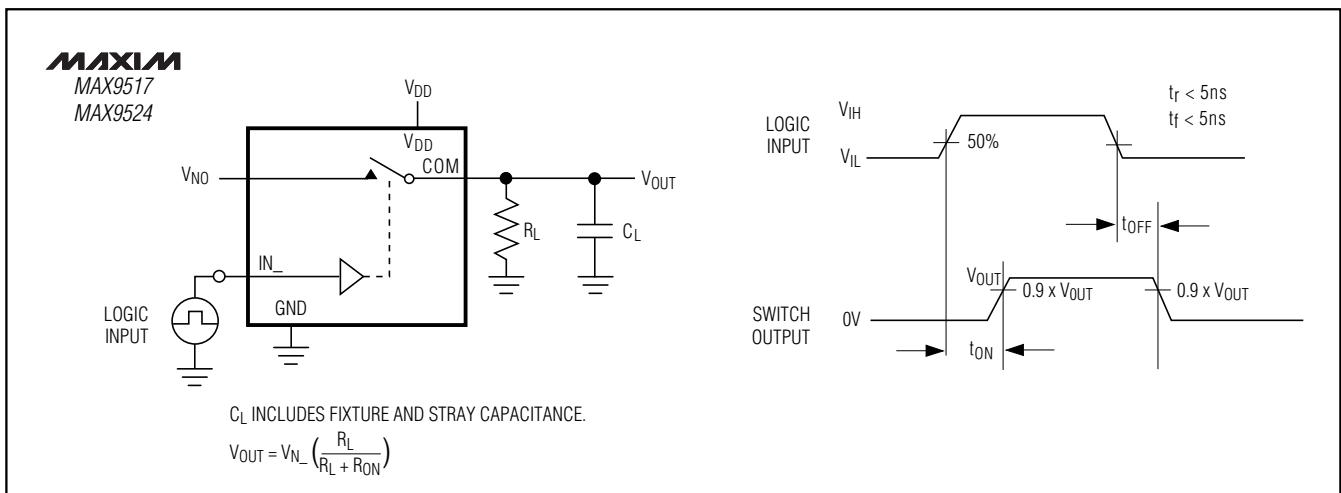 MAXIM
MAX9517
MAX9524
VDD
VDD
COM
VNO
VOUT
RL
CL
IN_
GND
LOGIC
INPUT
CL INCLUDES FIXTURE AND STRAY CAPACITANCE.
VOUT = VN_ (RL / RL + RON)
LOGIC
INPUT
VIH
VIL
50%
tr < 5ns
tf < 5ns
tOFF
SWITCH
OUTPUT
VOUT
0V
0.9 x VOUT
0.9 x VOUT
tON